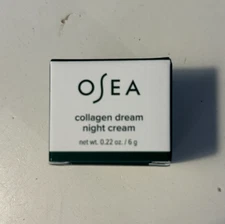 OSEA
collagen dream
night cream
net wt. 0.22 oz. / 6 g